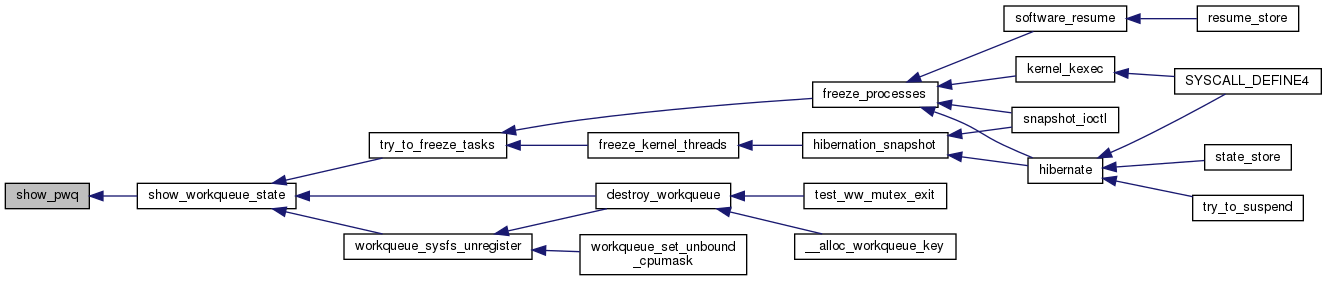 software_resume
resume_store
kernel_kexec
SYSCALL_DEFINE4
freeze_processes
snapshot_ioctl
try_to_freeze_tasks
freeze_kernel_threads
hibernation_snapshot
state_store
hibernate
show_pwq
show_workqueue_state
destroy_workqueue
test_ww_mutex_exit
try_to_suspend
workqueue_sysfs_unregister
workqueue_set_unbound
_cpumask
__alloc_workqueue_key